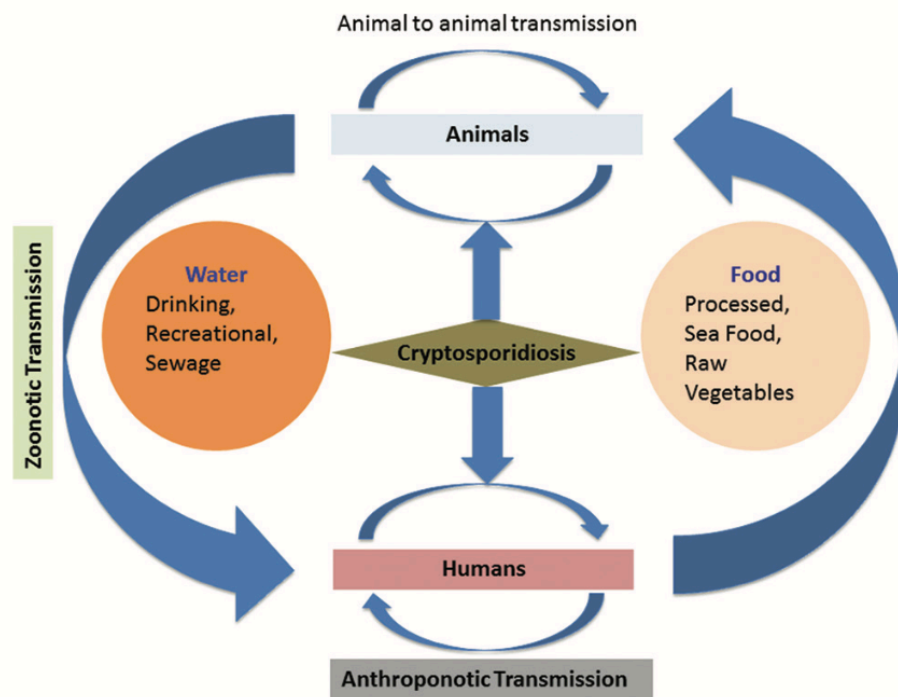 Animal to animal transmission
Animals
Zoonotic Transmission
Water
Drinking,
Recreational,
Sewage
Cryptosporidiosis
Food
Processed,
Sea Food,
Raw
Vegetables
Humans
Anthroponotic Transmission